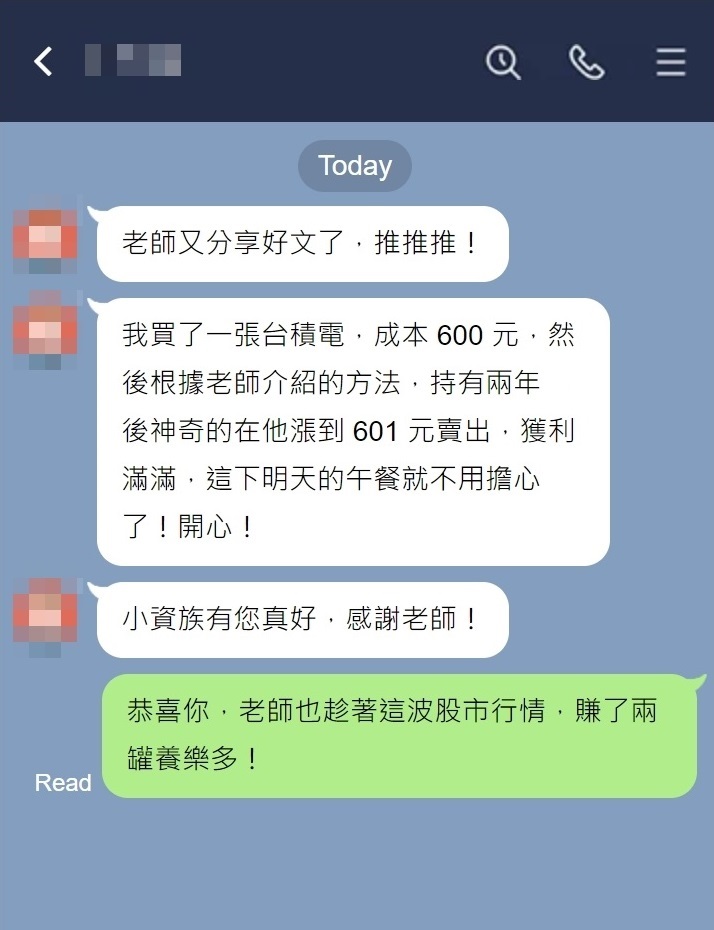 Today
老師又分享好文了，推推推！
我買了一張台積電，成本 600 元，然
後根據老師介紹的方法，持有兩年
後神奇的在他漲到 601 元賣出，獲利
滿滿，這下明天的午餐就不用擔心
了！開心！
小資族有您真好，感謝老師！
恭喜你，老師也趁著這波股市行情，賺了兩
罐養樂多！
Read